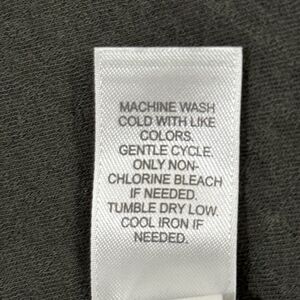 MACHINE WASH
COLD WITH LIKE
COLORS.
GENTLE CYCLE.
ONLY NON-
CHLORINE BLEACH
IF NEEDED.
TUMBLE DRY LOW.
COOL IRON IF
NEEDED.